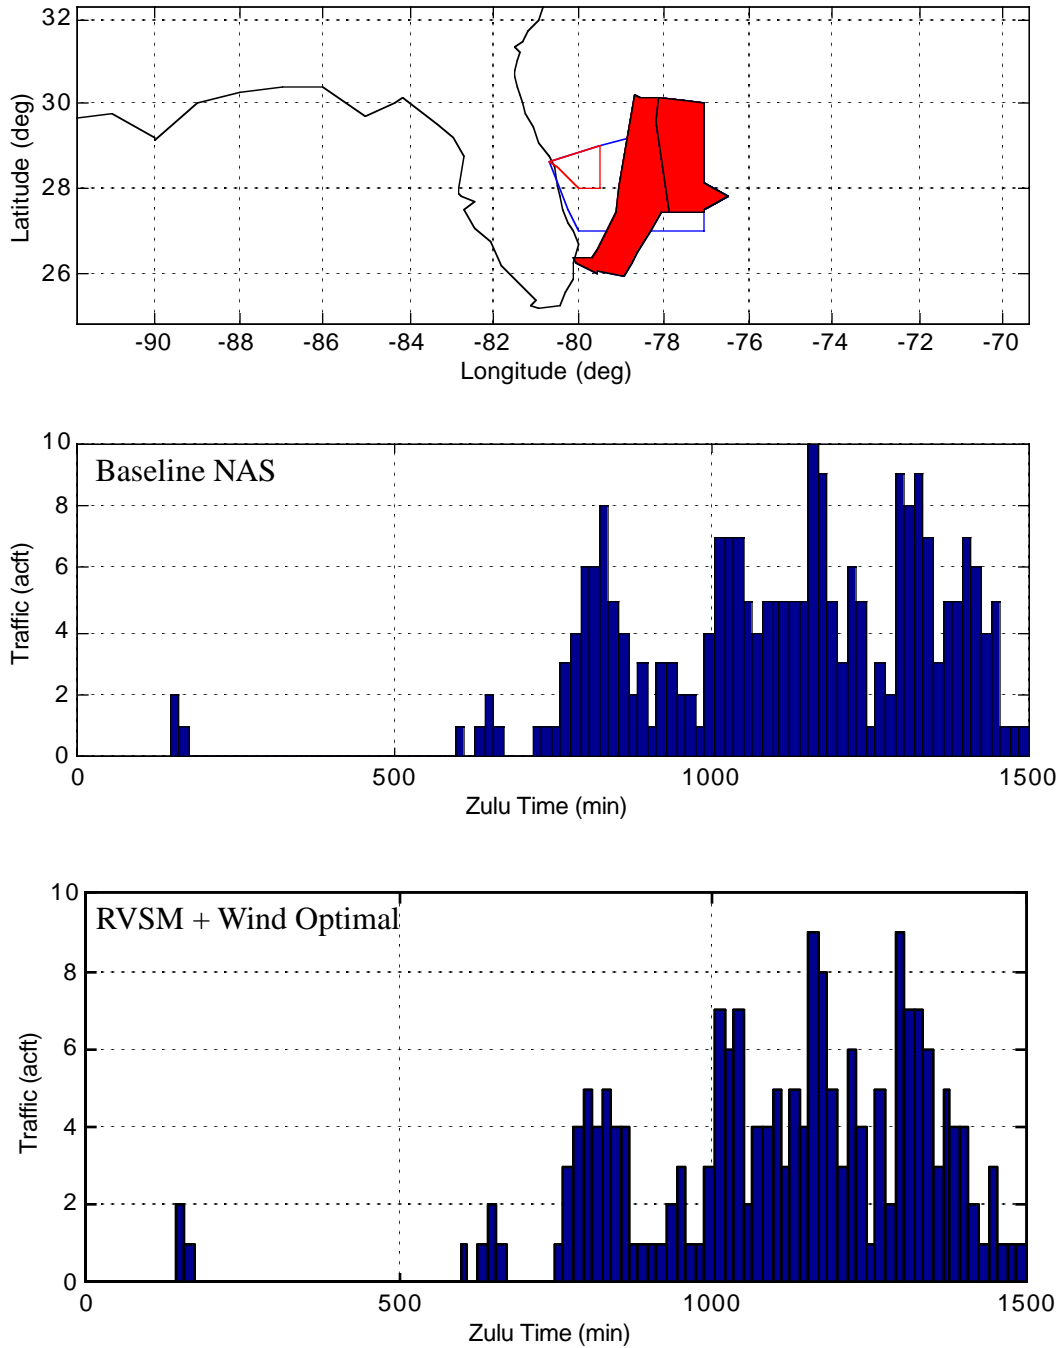 32
30
28
26
Latitude (deg)
-90 -88 -86 -84 -82 -80 -78 -76 -74 -72 -70
Longitude (deg)
10
8
6
4
2
0
Traffic (acft)
Baseline NAS
0 500 1000 1500
Zulu Time (min)
10
8
6
4
2
0
Traffic (acft)
RVSM + Wind Optimal
0 500 1000 1500
Zulu Time (min)